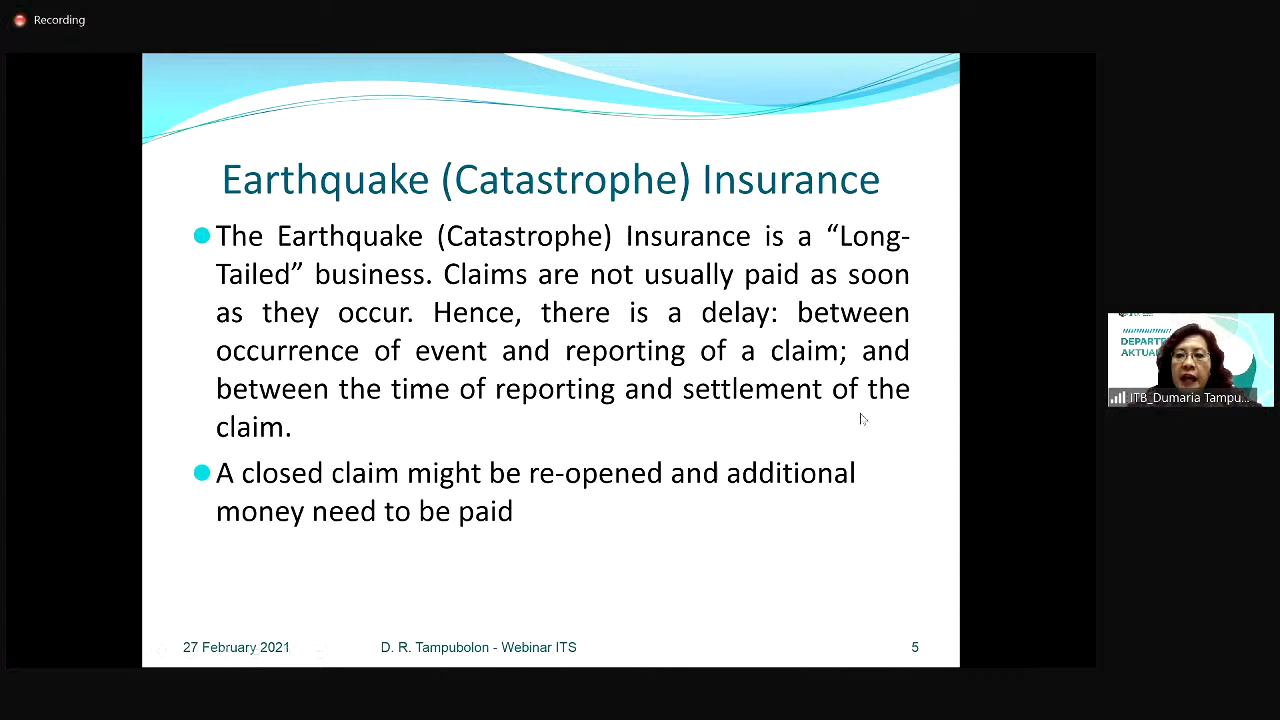 Recording
Earthquake (Catastrophe) Insurance
The Earthquake (Catastrophe) Insurance is a “Long-
Tailed” business. Claims are not usually paid as soon
as they occur. Hence, there is a delay: between
occurrence of event and reporting of a claim; and
between the time of reporting and settlement of the
claim.
A closed claim might be re-opened and additional
money need to be paid
27 February 2021
D. R. Tampubolon - Webinar ITS
5
DEPARTE
AKTUA
ITB_Dumaria Tampu...